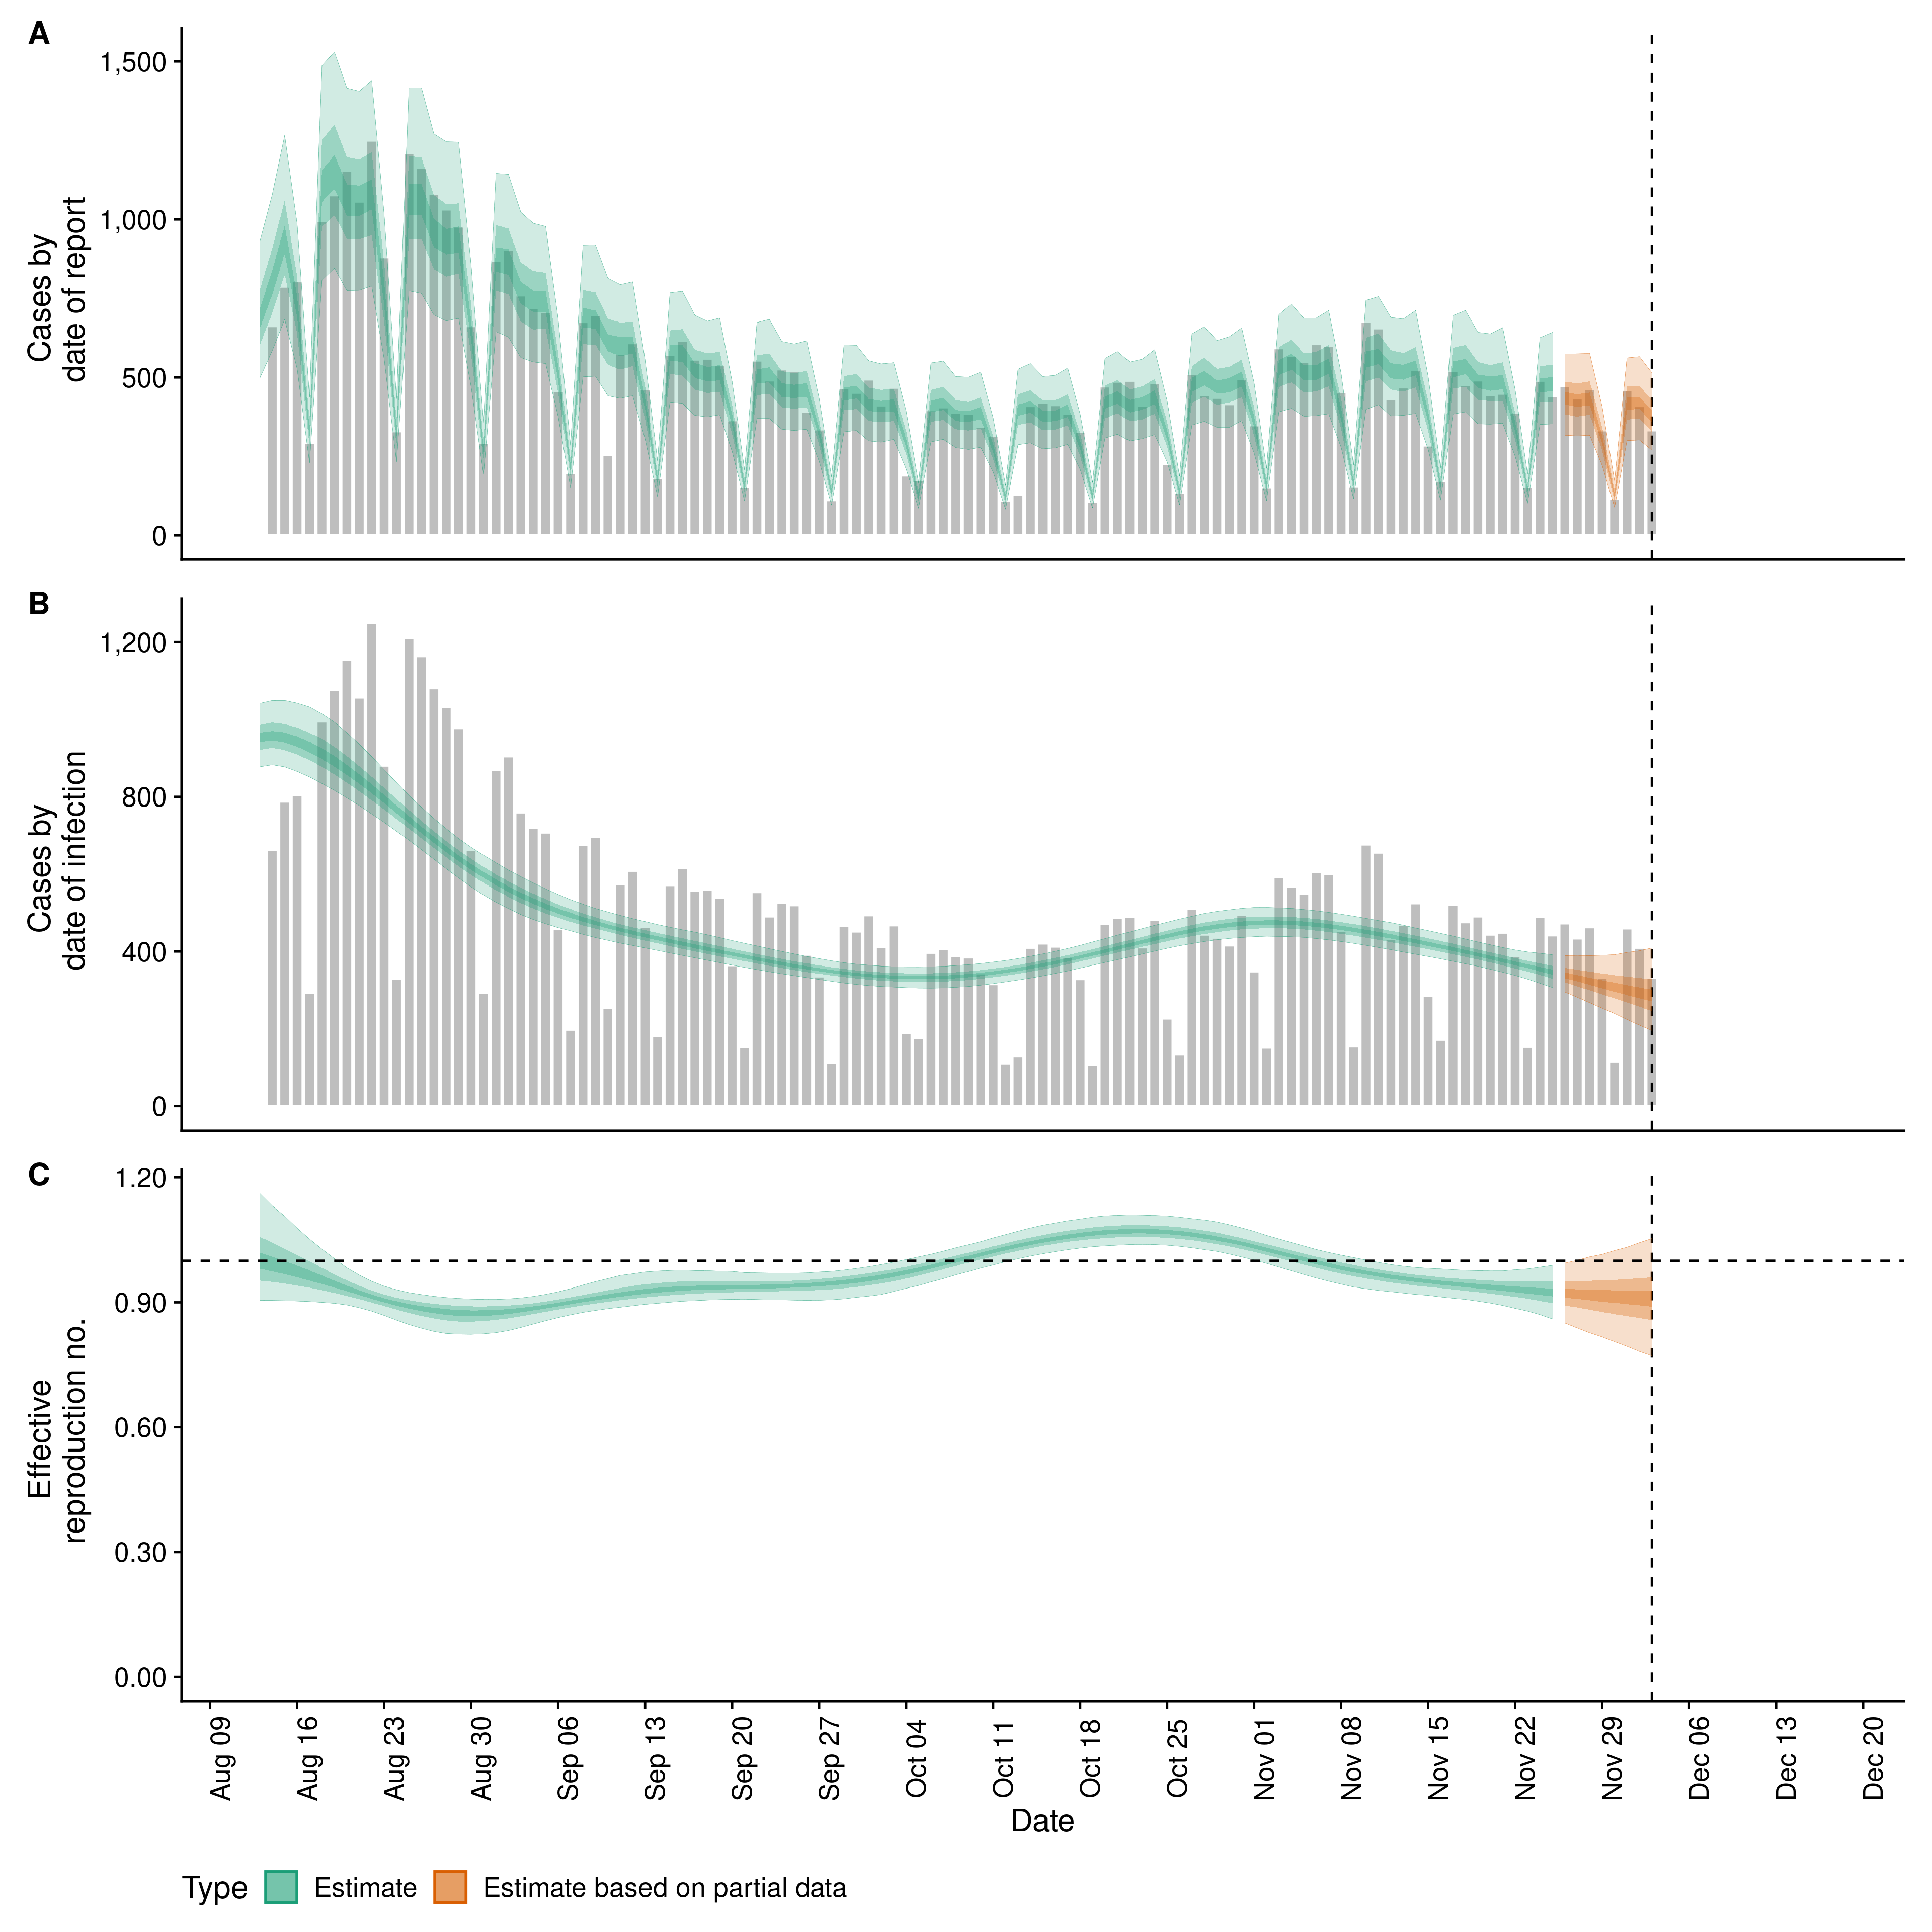 A
1,500
1,000
500
0
Cases by
date of report
B
1,200
800
400
0
Cases by
date of infection
C
1.20
0.90
0.60
0.30
0.00
Effective
reproduction no.
Aug 09
Aug 16
Aug 23
Aug 30
Sep 06
Sep 13
Sep 20
Sep 27
Oct 04
Oct 11
Oct 18
Oct 25
Nov 01
Nov 08
Nov 15
Nov 22
Nov 29
Dec 06
Dec 13
Dec 20
Date
Type Estimate Estimate based on partial data